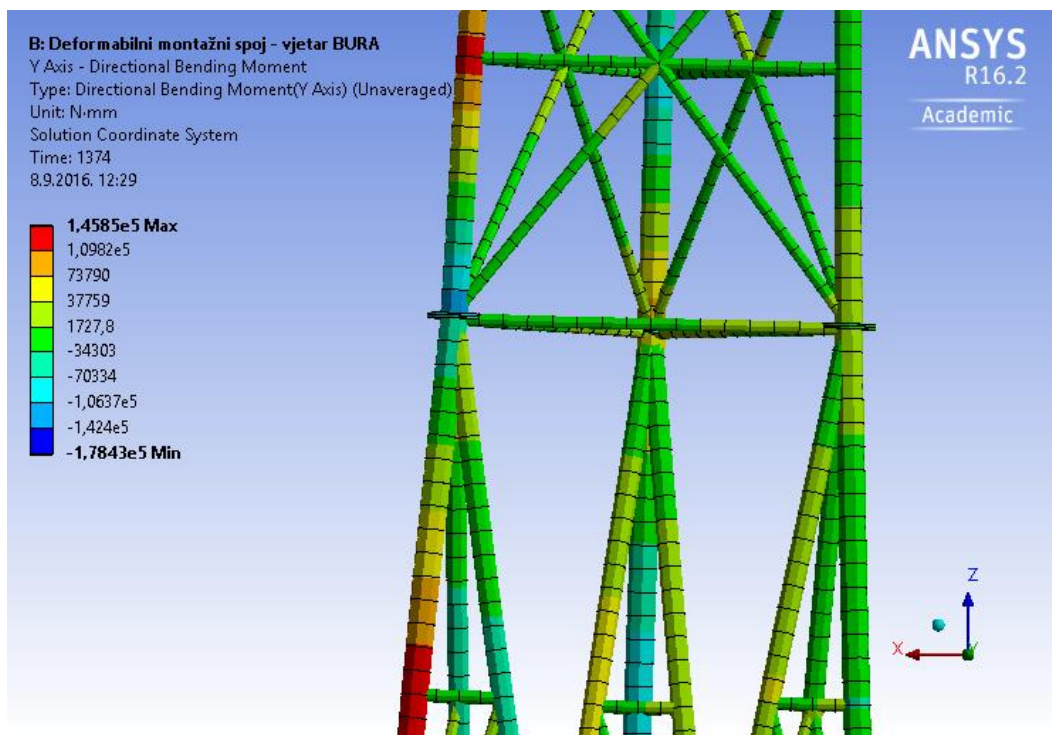 B: Deformabilni montažni spoj - vjetar BURA
Y Axis - Directional Bending Moment
Type: Directional Bending Moment(Y Axis) (Unaveraged)
Unit: N·mm
Solution Coordinate System
Time: 1374
8.9.2016. 12:29
1,4585e5 Max
1,0982e5
73790
37759
1727,8
-34303
-70334
-1,0637e5
-1,424e5
-1,7843e5 Min
ANSYS
R16.2
Academic
Z
X
Y